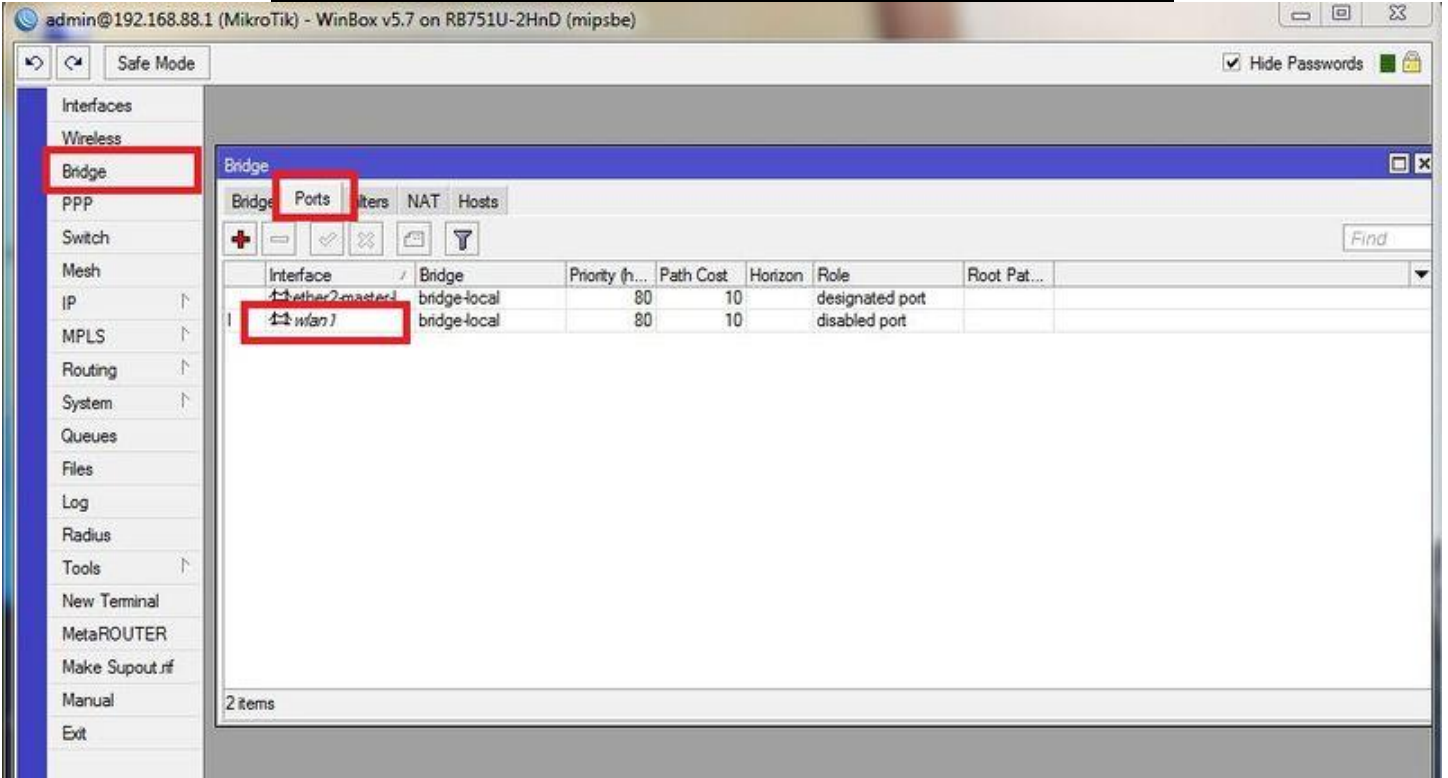 admin@192.168.88.1 (MikroTik) - WinBox v5.7 on RB751U-2HnD (mipsbe)
Safe Mode
Hide Passwords
Interfaces
Wireless
Bridge
PPP
Switch
Mesh
IP
MPLS
Routing
System
Queues
Files
Log
Radius
Tools
New Terminal
MetaROUTER
Make Supout.rif
Manual
Exit
Bridge
Bridge Ports ilters NAT Hosts
Find
Interface Bridge Priority (h... Path Cost Horizon Role Root Pat...
ether2-master-l bridge-local 80 10 designated port
I wlan1 bridge-local 80 10 disabled port
2 items